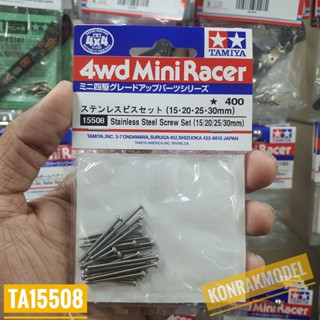 4X4
TAMIYA
4wd Mini Racer
ミニ四駆グレードアップパーツシリーズ
★ 400
ステンレスビスセット (15・20・25・30mm)
15508 Stainless Steel Screw Set (15/20/25/30mm)
TAMIYA, INC. 3-7 ONDAWARA, SURUGA-KU, SHIZUOKA 422-8610 JAPAN
TA15508
KONRAKMODEL